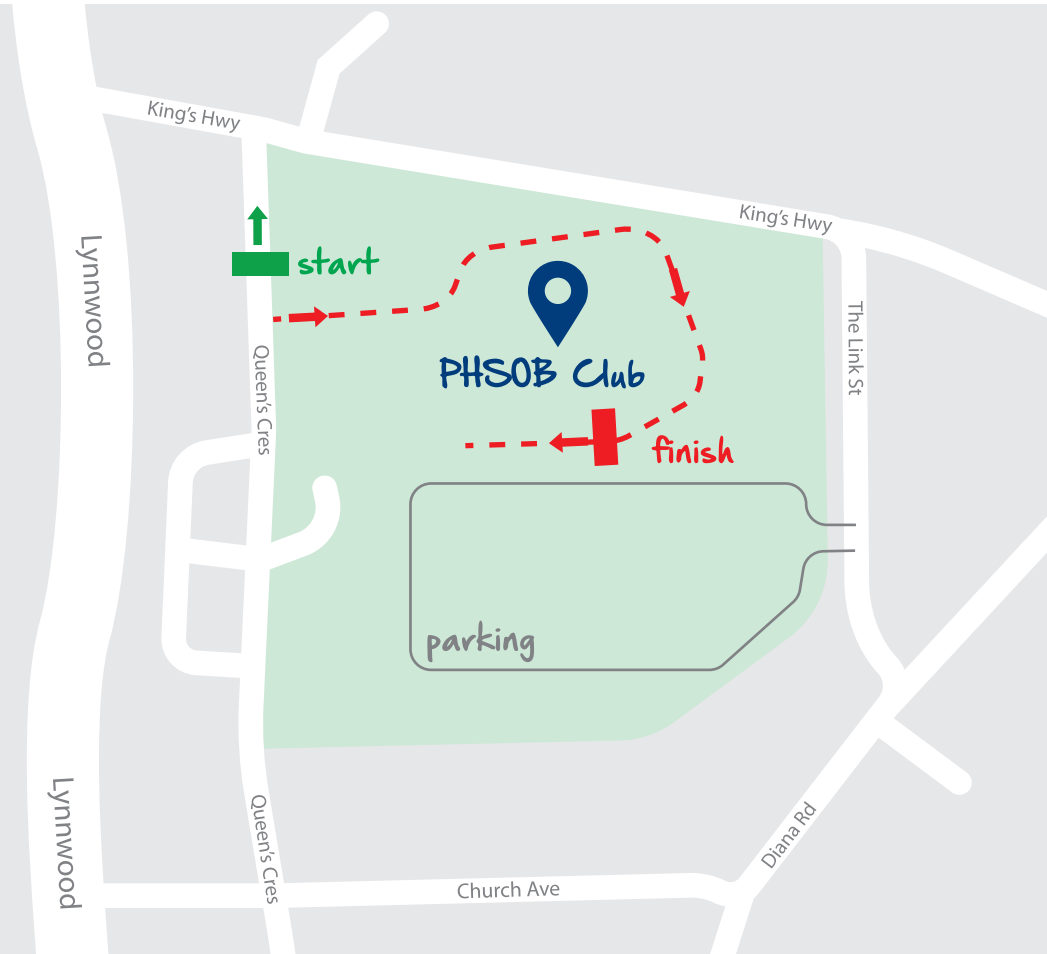 King's Hwy
King's Hwy
Lynnwood
start
The Link St
Queen's Cres
PHSOB Club
finish
parking
Lynnwood
Queen's Cres
Diana Rd
Church Ave